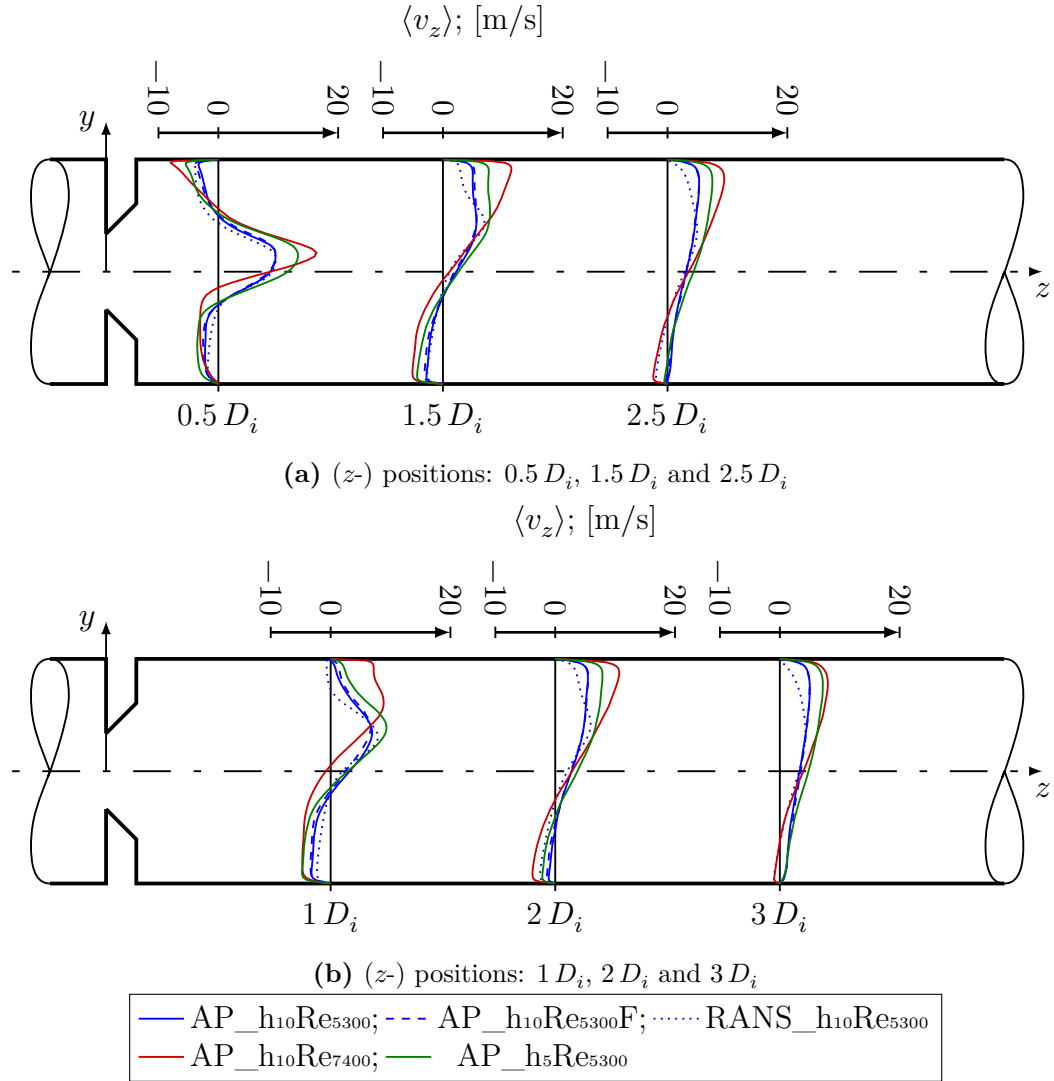 ⟨v_z⟩; [m/s]
−10 0 20 −10 0 20 −10 0 20
y
z
0.5 D_i 1.5 D_i 2.5 D_i
(a) (z-) positions: 0.5 D_i, 1.5 D_i and 2.5 D_i
⟨v_z⟩; [m/s]
−10 0 20 −10 0 20 −10 0 20
y
z
1 D_i 2 D_i 3 D_i
(b) (z-) positions: 1 D_i, 2 D_i and 3 D_i
AP_h₁₀Re₅₃₀₀; AP_h₁₀Re₅₃₀₀F; RANS_h₁₀Re₅₃₀₀
AP_h₁₀Re₇₄₀₀; AP_h₅Re₅₃₀₀